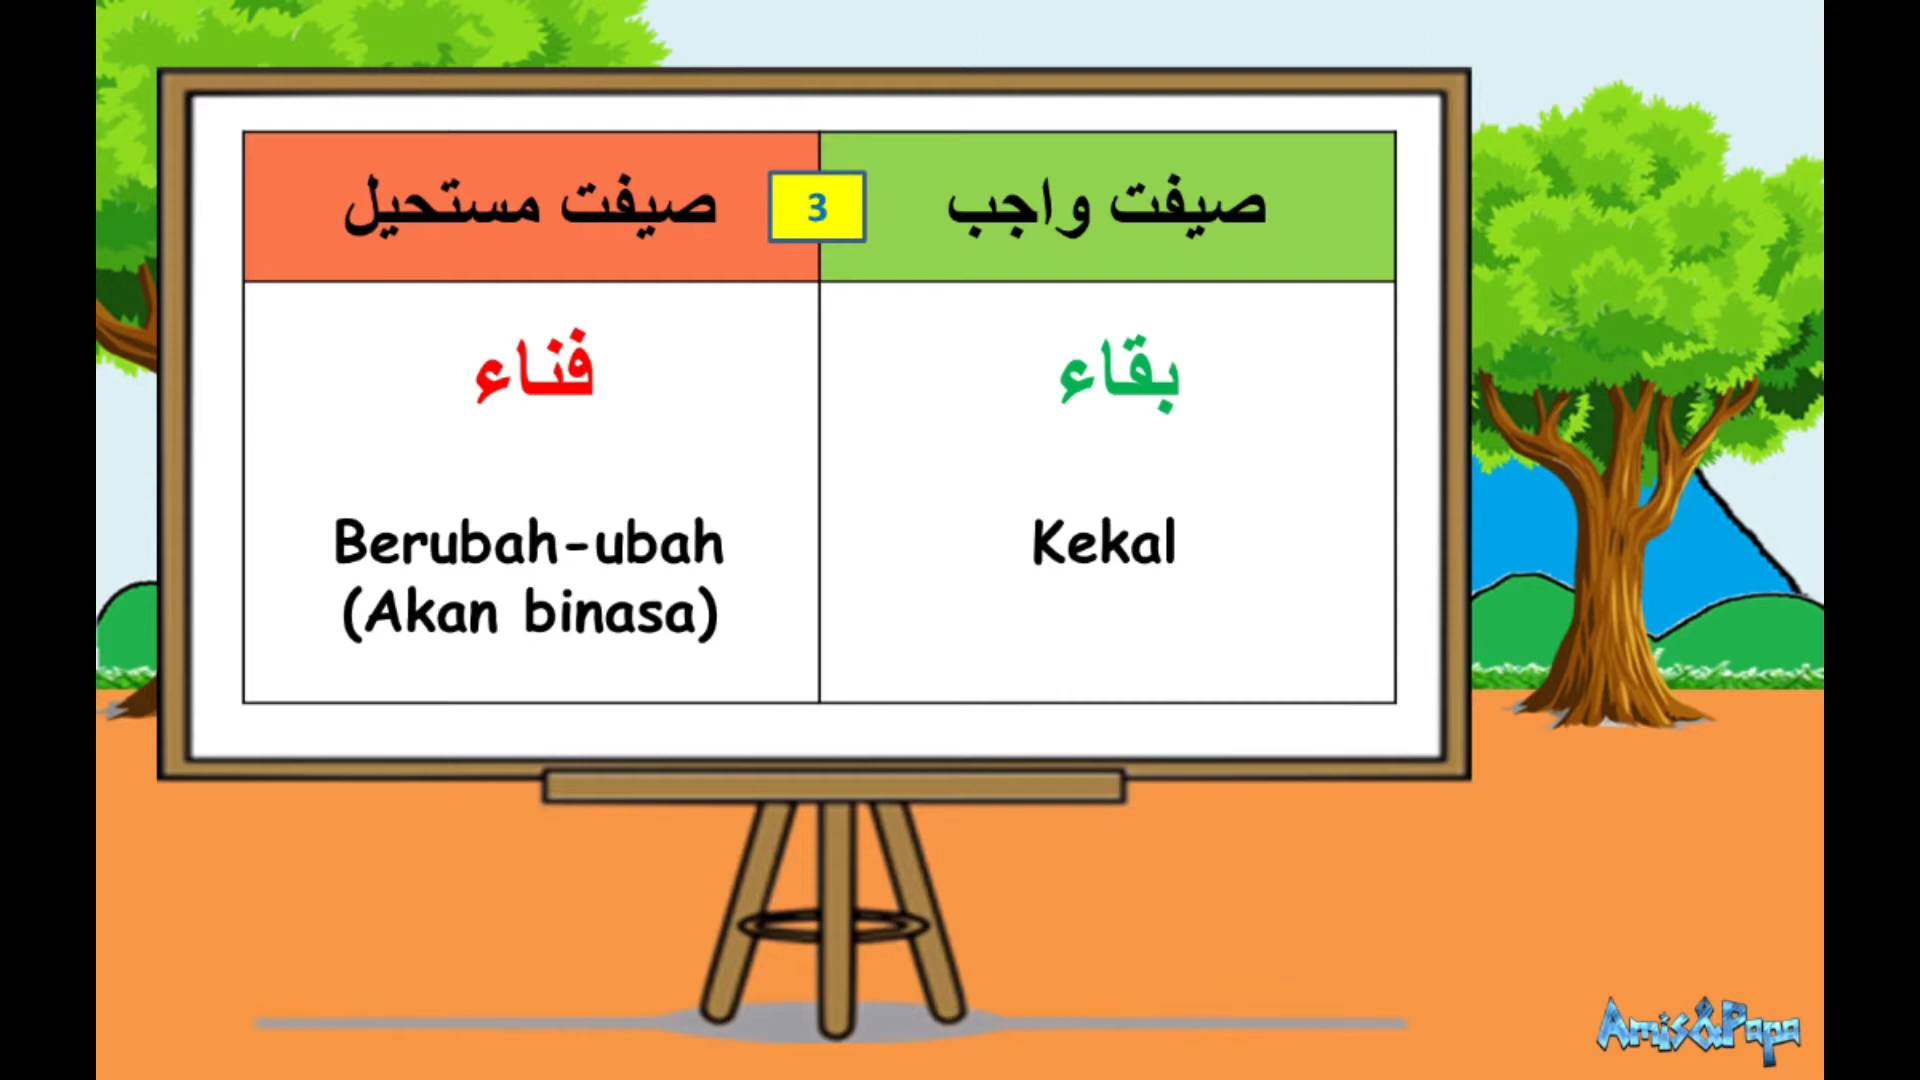 صيفت واجب
3
صيفت مستحيل
بقاء
Kekal
فناء
Berubah-ubah
(Akan binasa)
Amis&Papa